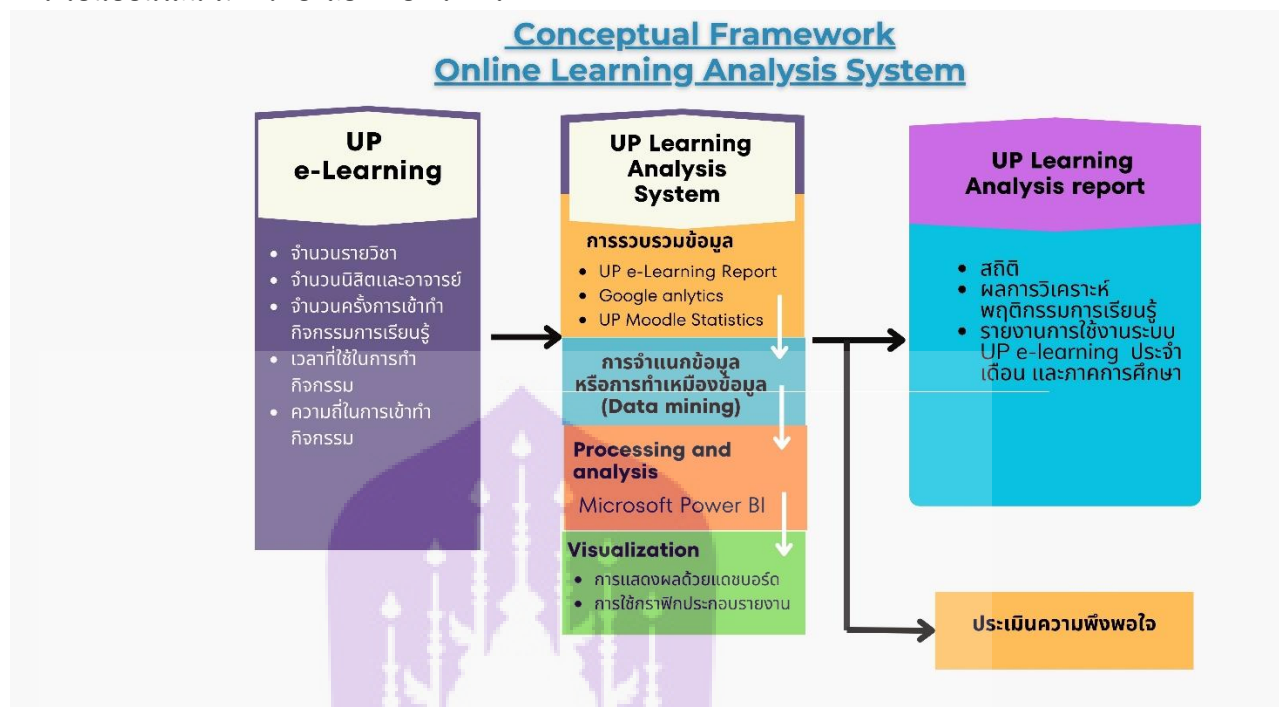 Conceptual Framework
Online Learning Analysis System
UP
e-Learning
• จำนวนรายวิชา
• จำนวนนิสิตและอาจารย์
• จำนวนครั้งการเข้าทำ
กิจกรรมการเรียนรู้
• เวลาที่ใช้ในการทำ
กิจกรรม
• ความถี่ในการเข้าทำ
กิจกรรม
UP Learning
Analysis
System
การรวบรวมข้อมูล
• UP e-Learning Report
• Google anlytics
• UP Moodle Statistics
การจำแนกข้อมูล
หรือการทำเหมืองข้อมูล
(Data mining)
Processing and
analysis
Microsoft Power BI
Visualization
• การแสดงผลด้วยแดชบอร์ด
• การใช้กราฟิกประกอบรายงาน
UP Learning
Analysis report
• สถิติ
• ผลการวิเคราะห์
พฤติกรรมการเรียนรู้
• รายงานการใช้งานระบบ
UP e-learning ประจำ
เดือน และภาคการศึกษา
ประเมินความพึงพอใจ